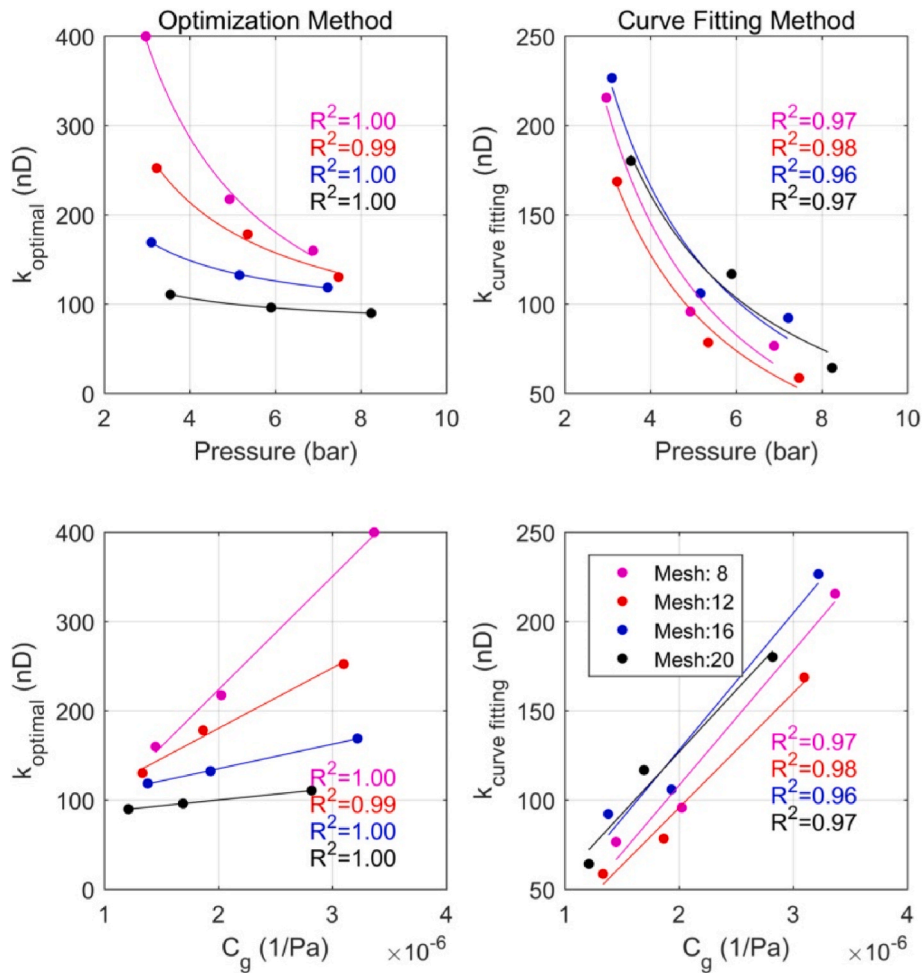 Optimization Method
400
300
200
100
0
k_optimal (nD)
R²=1.00
R²=0.99
R²=1.00
R²=1.00
2 4 6 8 10
Pressure (bar)
Curve Fitting Method
250
200
150
100
50
k_curve fitting (nD)
R²=0.97
R²=0.98
R²=0.96
R²=0.97
2 4 6 8 10
Pressure (bar)
400
300
200
100
0
k_optimal (nD)
R²=1.00
R²=0.99
R²=1.00
R²=1.00
1 2 3 4
C_g (1/Pa) ×10⁻⁶
250
200
150
100
50
k_curve fitting (nD)
Mesh: 8
Mesh:12
Mesh:16
Mesh:20
R²=0.97
R²=0.98
R²=0.96
R²=0.97
1 2 3 4
C_g (1/Pa) ×10⁻⁶